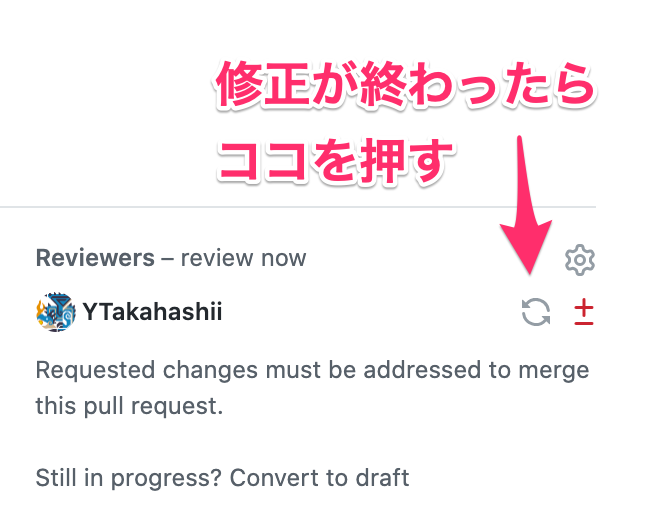 修正が終わったら
ココを押す
Reviewers – review now
YTakahashii
Requested changes must be addressed to merge
this pull request.
Still in progress? Convert to draft